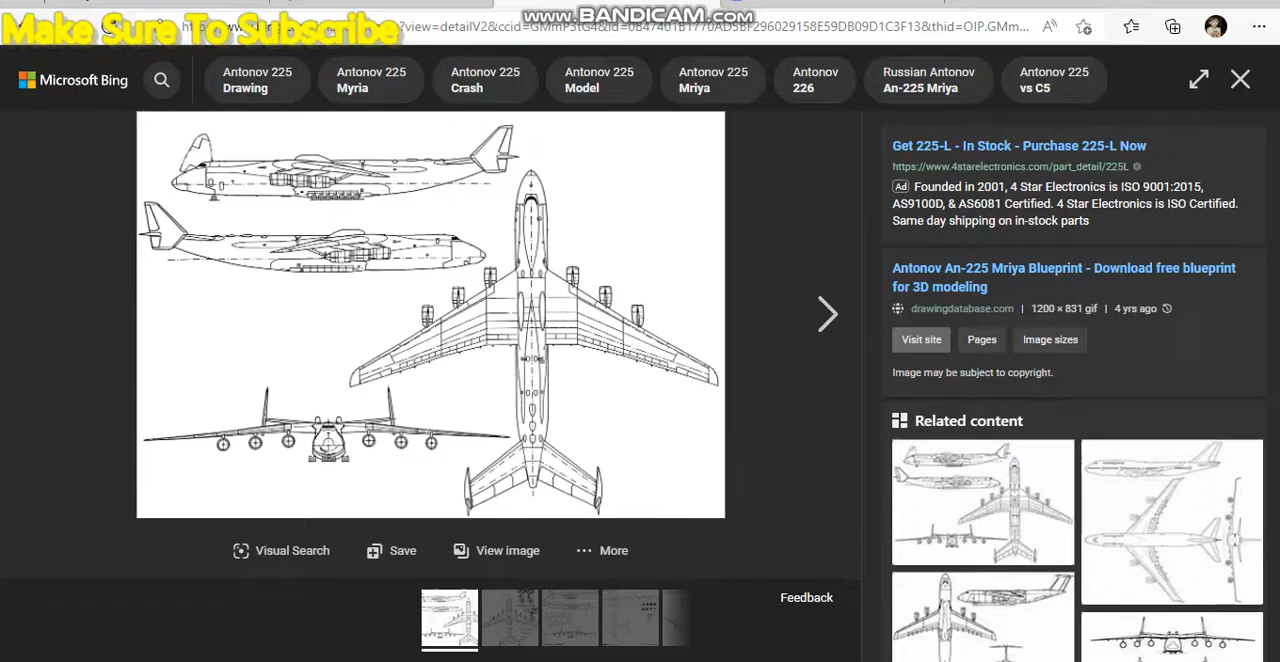 www.BANDICAM.com
Make Sure To Subscribe
Microsoft Bing
Antonov 225
Drawing
Antonov 225
Myria
Antonov 225
Crash
Antonov 225
Model
Antonov 225
Mriya
Antonov
226
Russian Antonov
An-225 Mriya
Antonov 225
vs C5
Get 225-L - In Stock - Purchase 225-L Now
https://www.4starelectronics.com/part_detail/225L
Ad Founded in 2001, 4 Star Electronics is ISO 9001:2015,
AS9100D, & AS6081 Certified. 4 Star Electronics is ISO Certified.
Same day shipping on in-stock parts
Antonov An-225 Mriya Blueprint - Download free blueprint
for 3D modeling
drawingdatabase.com | 1200 × 831 gif | 4 yrs ago
Visit site
Pages
Image sizes
Image may be subject to copyright.
Related content
Visual Search
Save
View image
More
Feedback